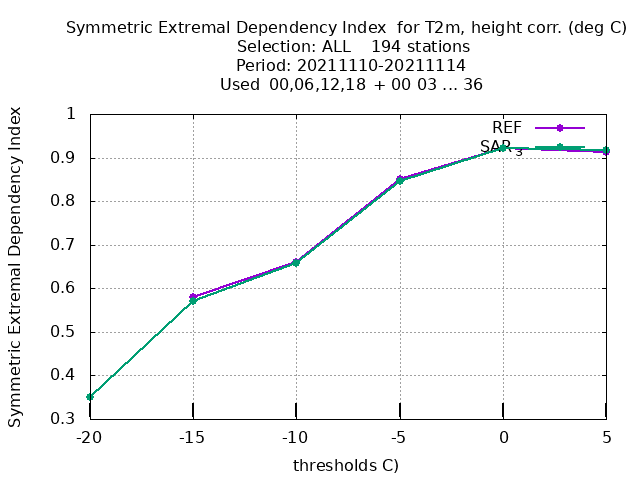 Symmetric Extremal Dependency Index  for T2m, height corr. (deg C)
Selection: ALL    194 stations
Period: 20211110-20211114
Used  00,06,12,18  + 00 03 ... 36
Symmetric Extremal Dependency Index
1
0.9
0.8
0.7
0.6
0.5
0.4
0.3
REF
SAR3
-20 -15 -10 -5 0 5
thresholds C)